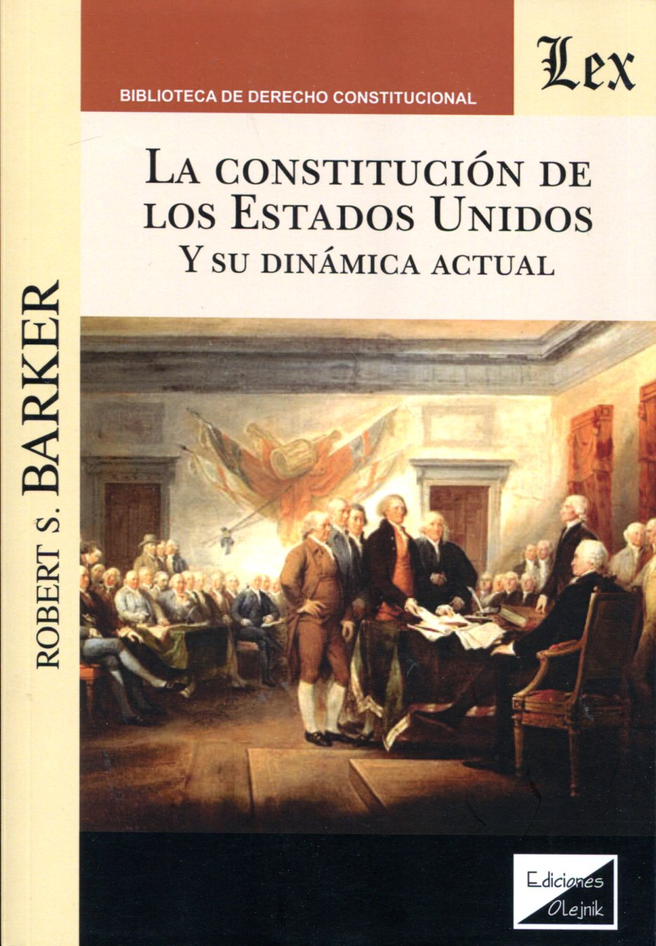 Lex
BIBLIOTECA DE DERECHO CONSTITUCIONAL
LA CONSTITUCIÓN DE
LOS ESTADOS UNIDOS
Y SU DINÁMICA ACTUAL
ROBERT S. BARKER
Ediciones
Olejnik